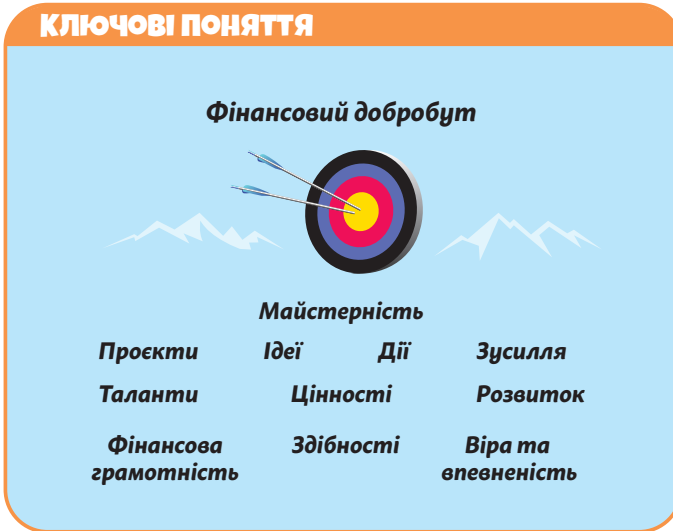 КЛЮЧОВІ ПОНЯТТЯ
Фінансовий добробут
Майстерність
Проєкти Ідеї Дії Зусилля
Таланти Цінності Розвиток
Фінансова грамотність Здібності Віра та впевненість